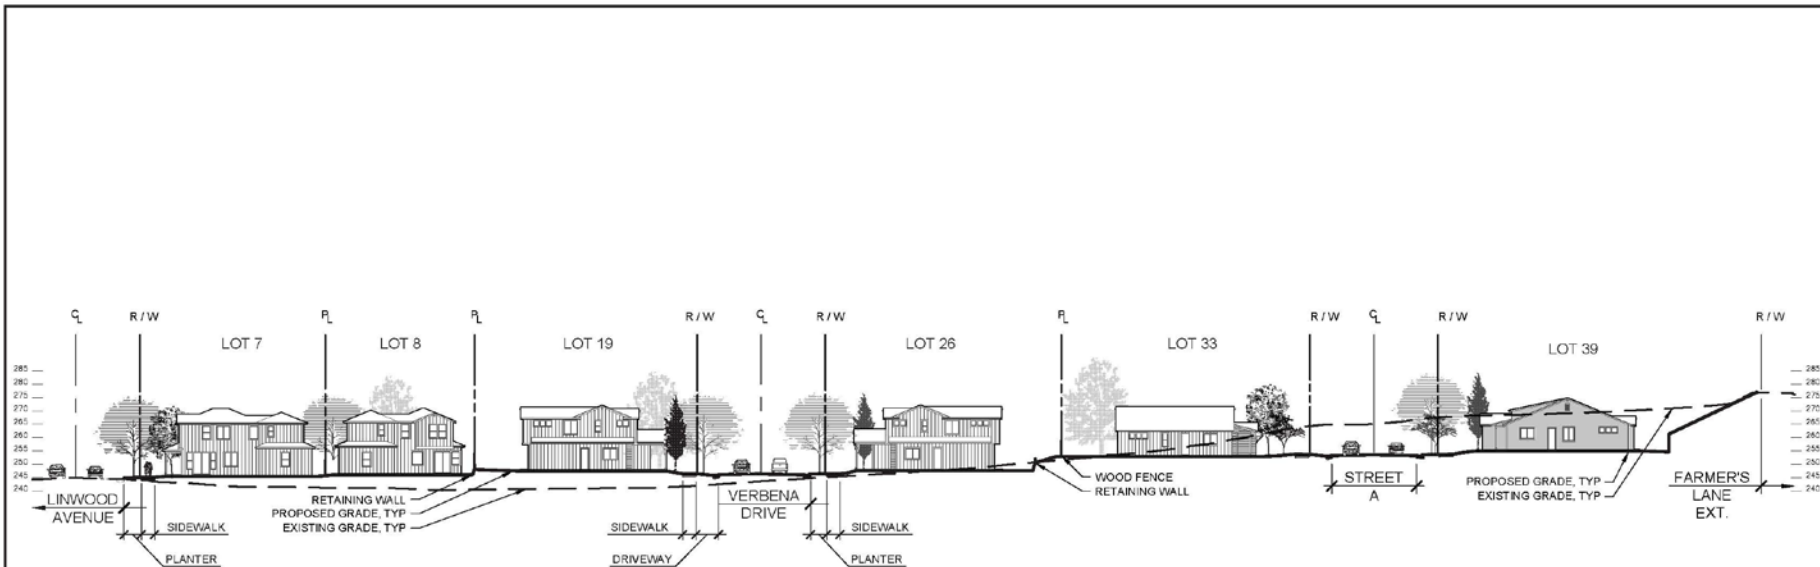 C L
R / W
P L
P L
R / W
C L
R / W
P L
R / W
C L
R / W
R / W
LOT 7
LOT 8
LOT 19
LOT 26
LOT 33
LOT 39
285
280
275
270
265
260
255
250
245
240
285
280
275
270
265
260
255
250
245
240
LINWOOD
AVENUE
SIDEWALK
PLANTER
RETAINING WALL
PROPOSED GRADE, TYP
EXISTING GRADE, TYP
SIDEWALK
DRIVEWAY
VERBENA
DRIVE
SIDEWALK
PLANTER
WOOD FENCE
RETAINING WALL
STREET
A
PROPOSED GRADE, TYP
EXISTING GRADE, TYP
FARMER'S
LANE
EXT.